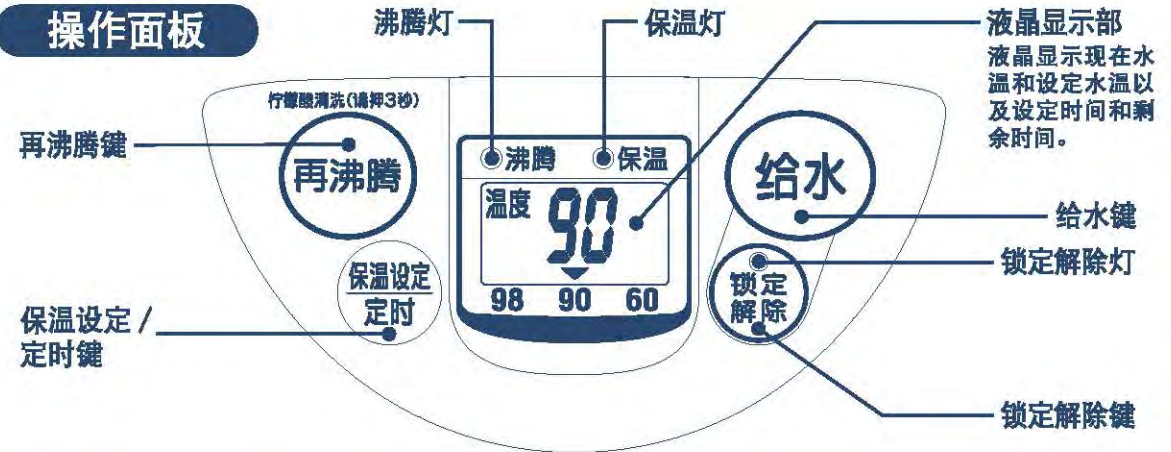 操作面板
沸腾灯
保温灯
液晶显示部
液晶显示现在水
温和设定水温以
及设定时间和剩
余时间。
柠檬酸清洗(请押3秒)
再沸腾键
再沸腾
沸腾
保温
温度
90
98 90 60
给水
给水键
锁定解除灯
锁定
解除
保温设定
定时
保温设定 /
定时键
锁定解除键